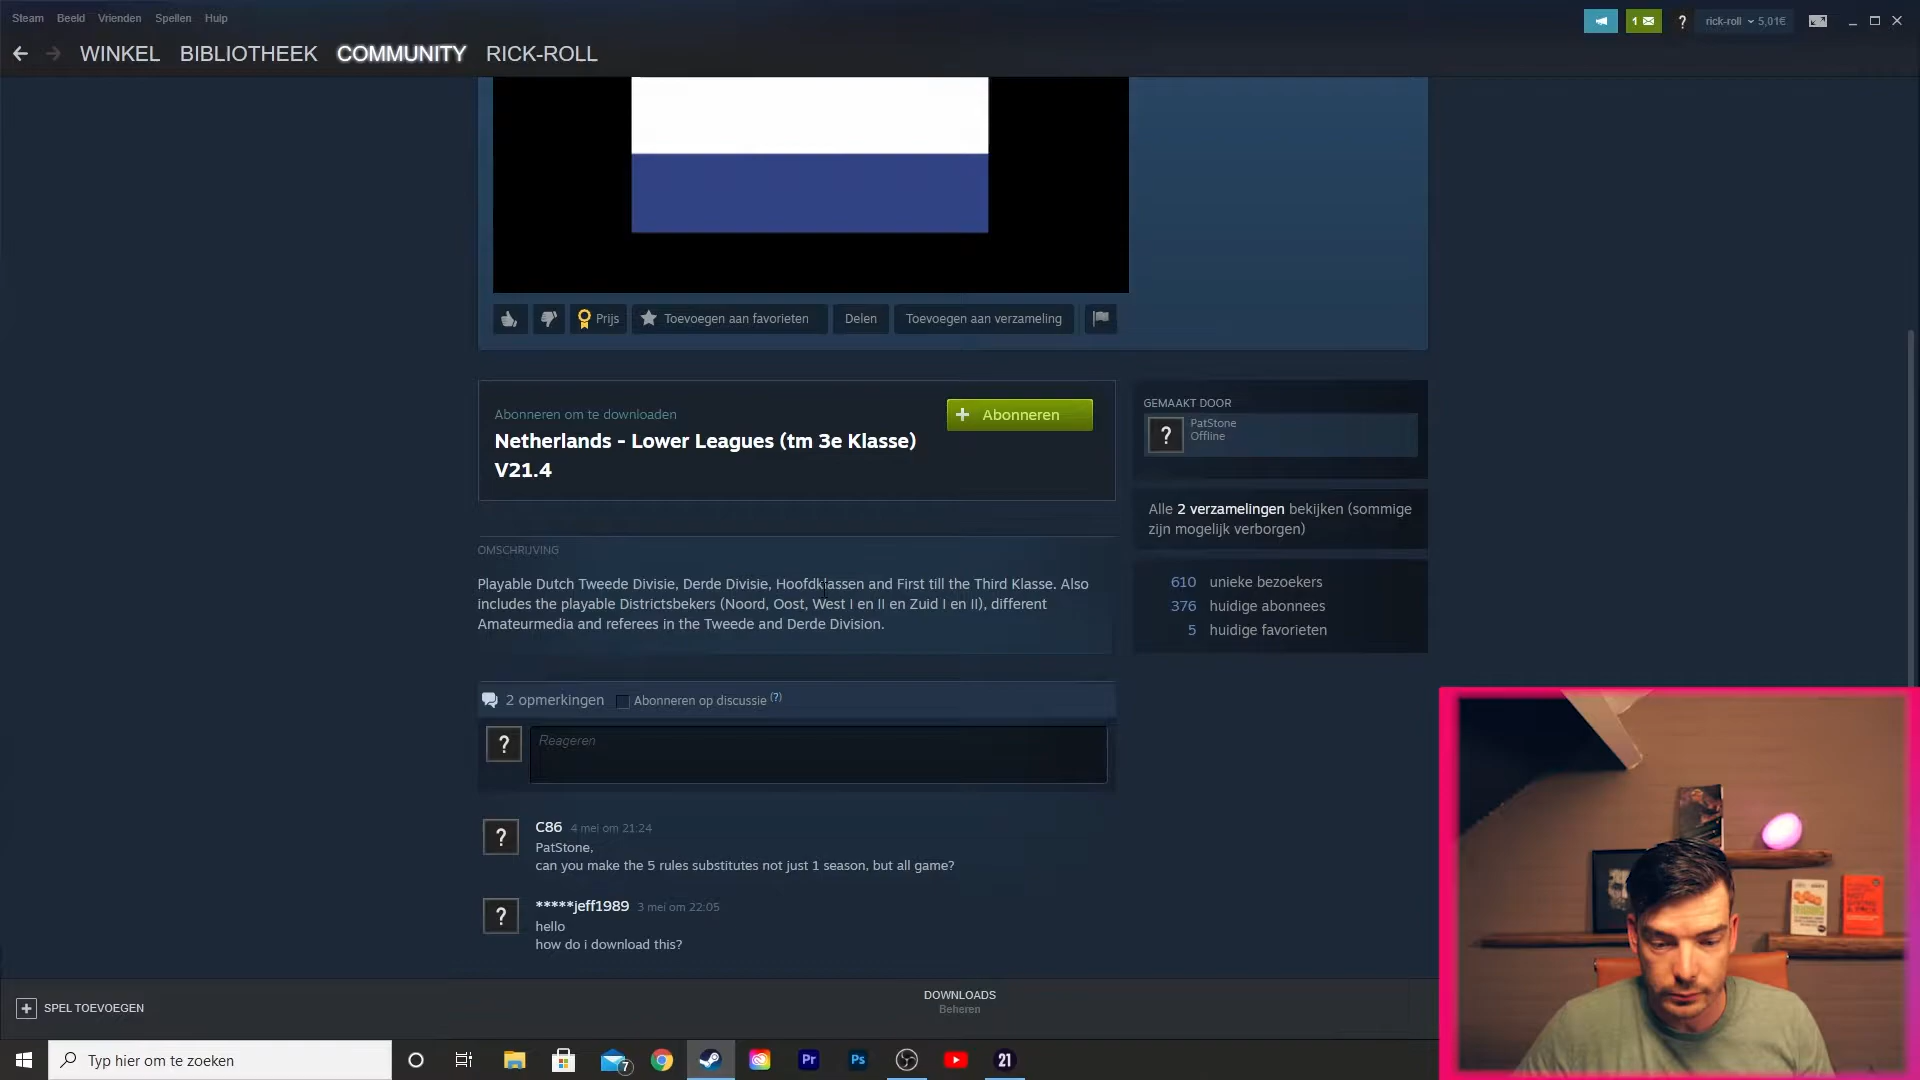 Steam Beeld Vrienden Spellen Hulp
1
?
rick-roll 5,01€
WINKEL BIBLIOTHEEK COMMUNITY RICK-ROLL
Prijs
Toevoegen aan favorieten
Delen
Toevoegen aan verzameling
Abonneren om te downloaden
Netherlands - Lower Leagues (tm 3e Klasse)
V21.4
+ Abonneren
GEMAAKT DOOR
?
PatStone
Offline
Alle 2 verzamelingen bekijken (sommige
zijn mogelijk verborgen)
610 unieke bezoekers
376 huidige abonnees
5 huidige favorieten
OMSCHRIJVING
Playable Dutch Tweede Divisie, Derde Divisie, Hoofdklassen and First till the Third Klasse. Also
includes the playable Districtsbekers (Noord, Oost, West I en II en Zuid I en II), different
Amateurmedia and referees in the Tweede and Derde Division.
2 opmerkingen
Abonneren op discussie (?)
?
Reageren
?
C86 4 mei om 21:24
PatStone,
can you make the 5 rules substitutes not just 1 season, but all game?
?
*****jeff1989 3 mei om 22:05
hello
how do i download this?
+ SPEL TOEVOEGEN
DOWNLOADS
Beheren
Typ hier om te zoeken
7
Pr
Ps
21